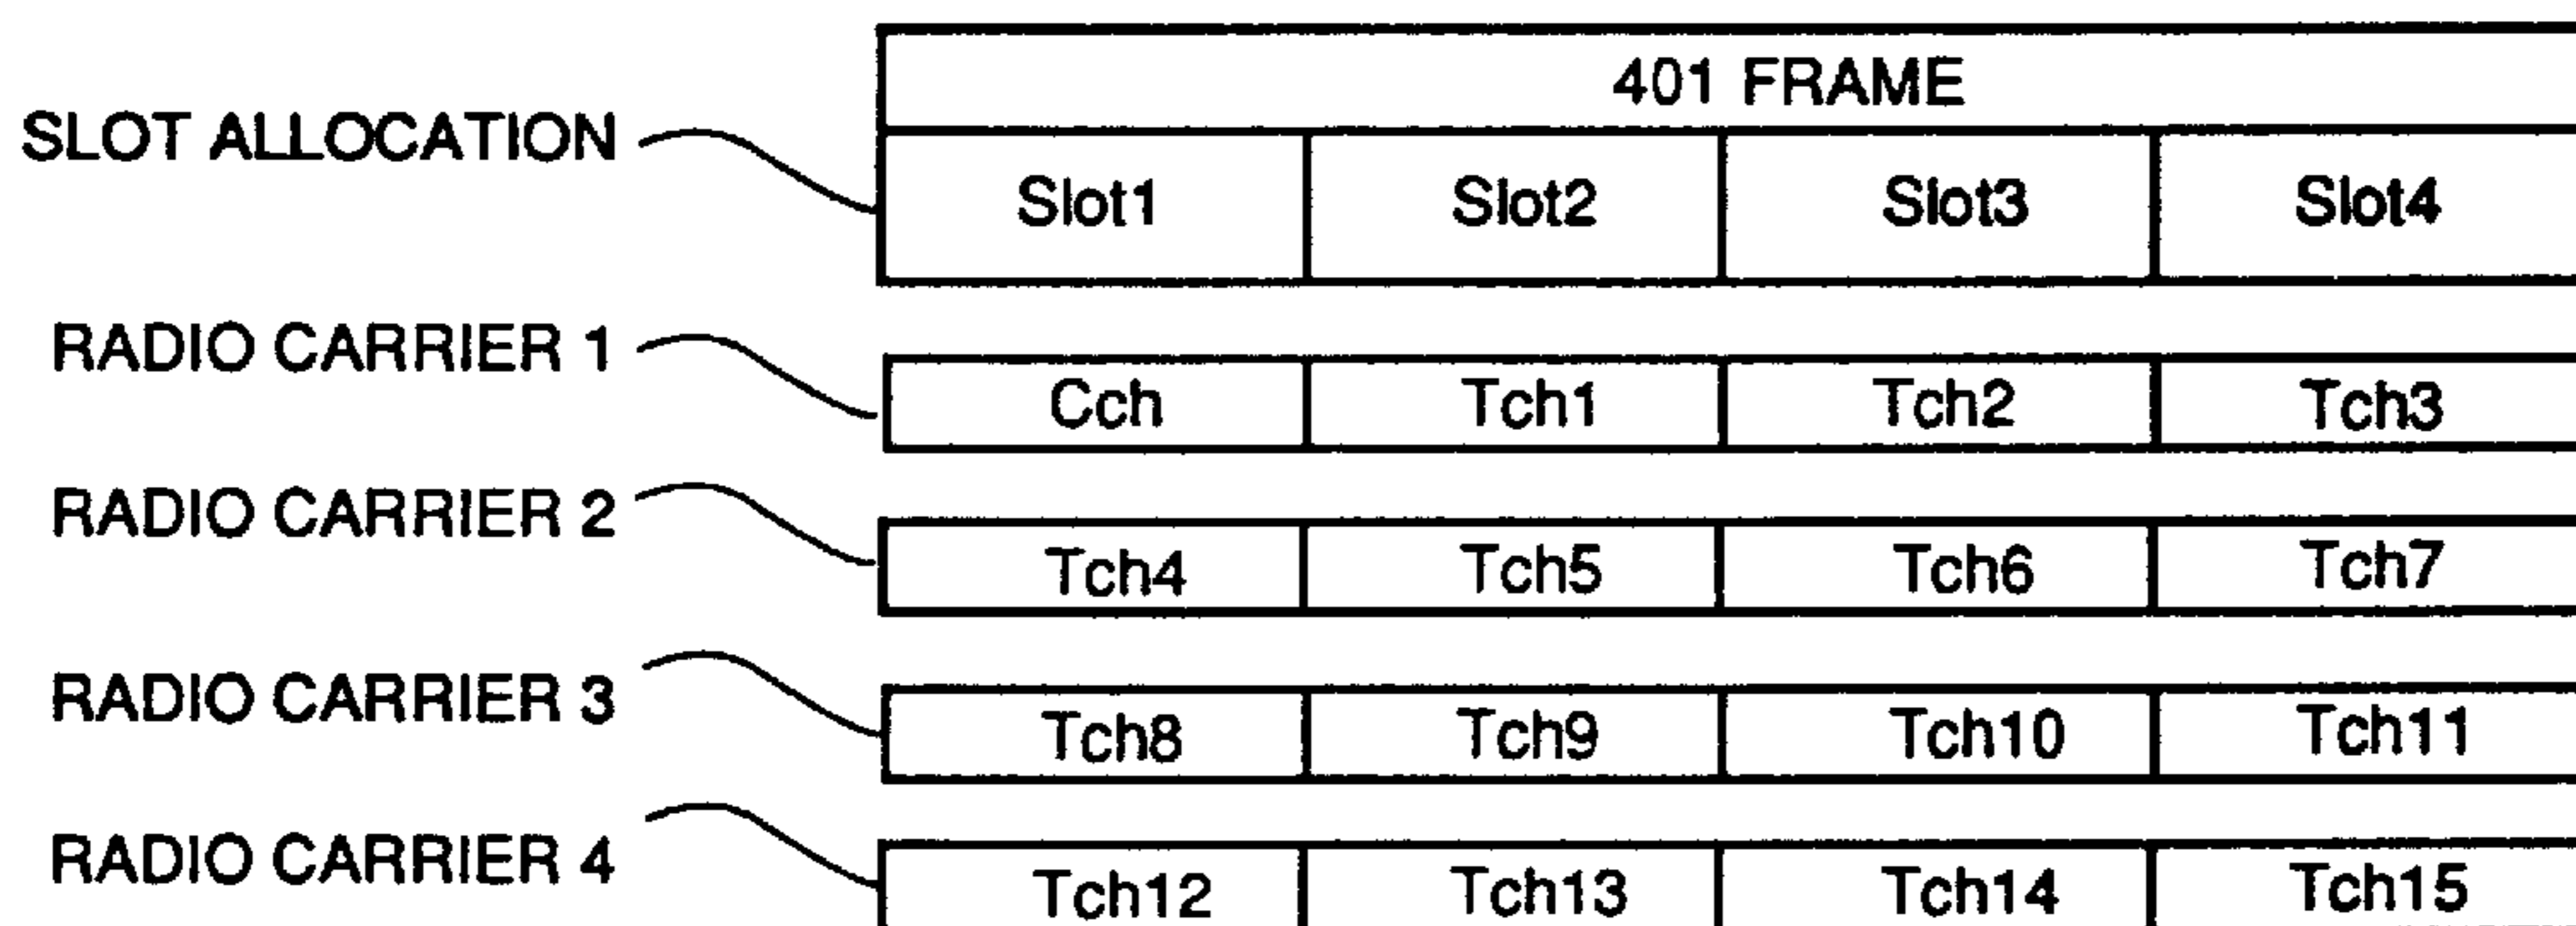 401 FRAME
SLOT ALLOCATION Slot1 Slot2 Slot3 Slot4
RADIO CARRIER 1 Cch Tch1 Tch2 Tch3
RADIO CARRIER 2 Tch4 Tch5 Tch6 Tch7
RADIO CARRIER 3 Tch8 Tch9 Tch10 Tch11
RADIO CARRIER 4 Tch12 Tch13 Tch14 Tch15